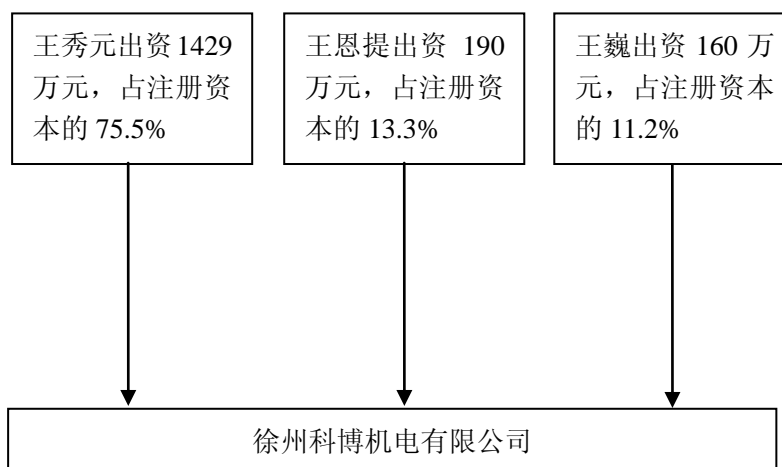 王秀元出资 1429
万元，占注册资
本的 75.5%
王恩提出资 190
万元，占注册资
本的 13.3%
王巍出资 160 万
元，占注册资本
的 11.2%
徐州科博机电有限公司